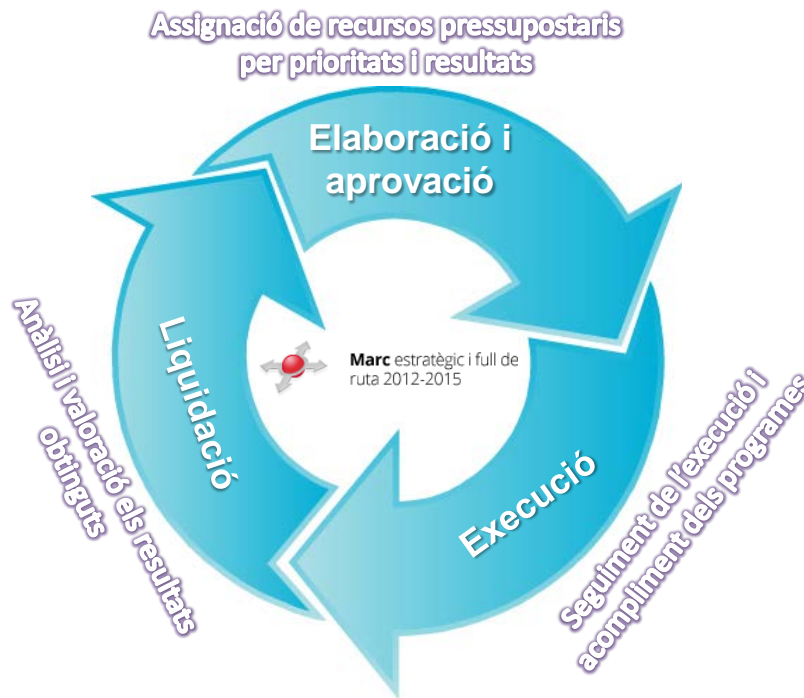 Assignació de recursos pressupostaris
per prioritats i resultats
Elaboració i
aprovació
Liquidació
Marc estratègic i full de
ruta 2012-2015
Execució
Anàlisi i valoració els resultats
obtinguts
Seguiment de l'execució i
acompliment dels programes